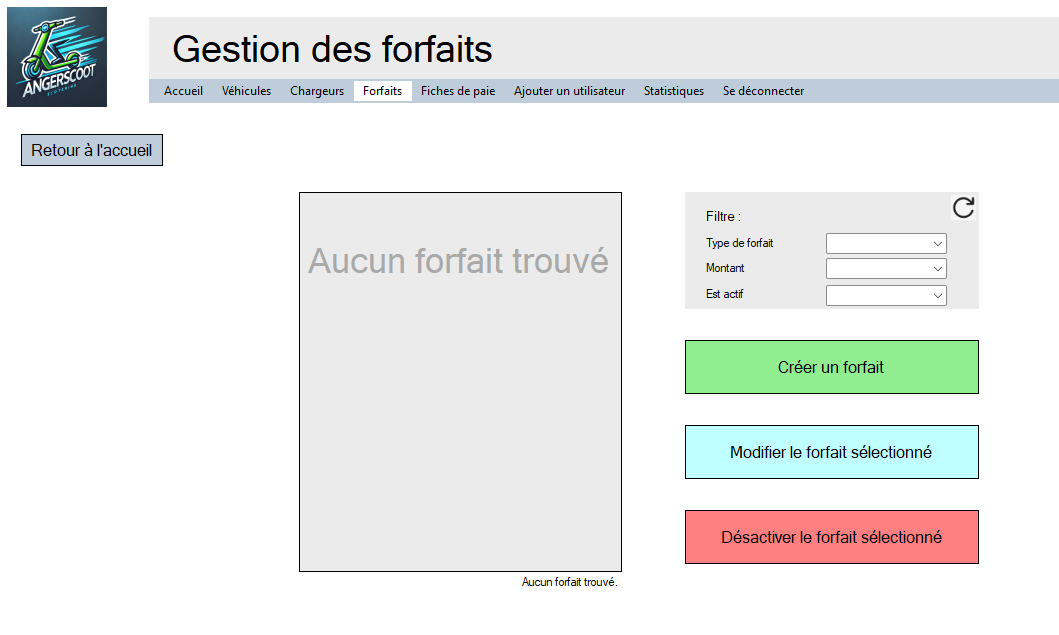 ANGERSCOOT
Gestion des forfaits
Accueil Véhicules Chargeurs Forfaits Fiches de paie Ajouter un utilisateur Statistiques Se déconnecter
Retour à l'accueil
Aucun forfait trouvé
Aucun forfait trouvé.
Filtre :
Type de forfait
Montant
Est actif
Créer un forfait
Modifier le forfait sélectionné
Désactiver le forfait sélectionné